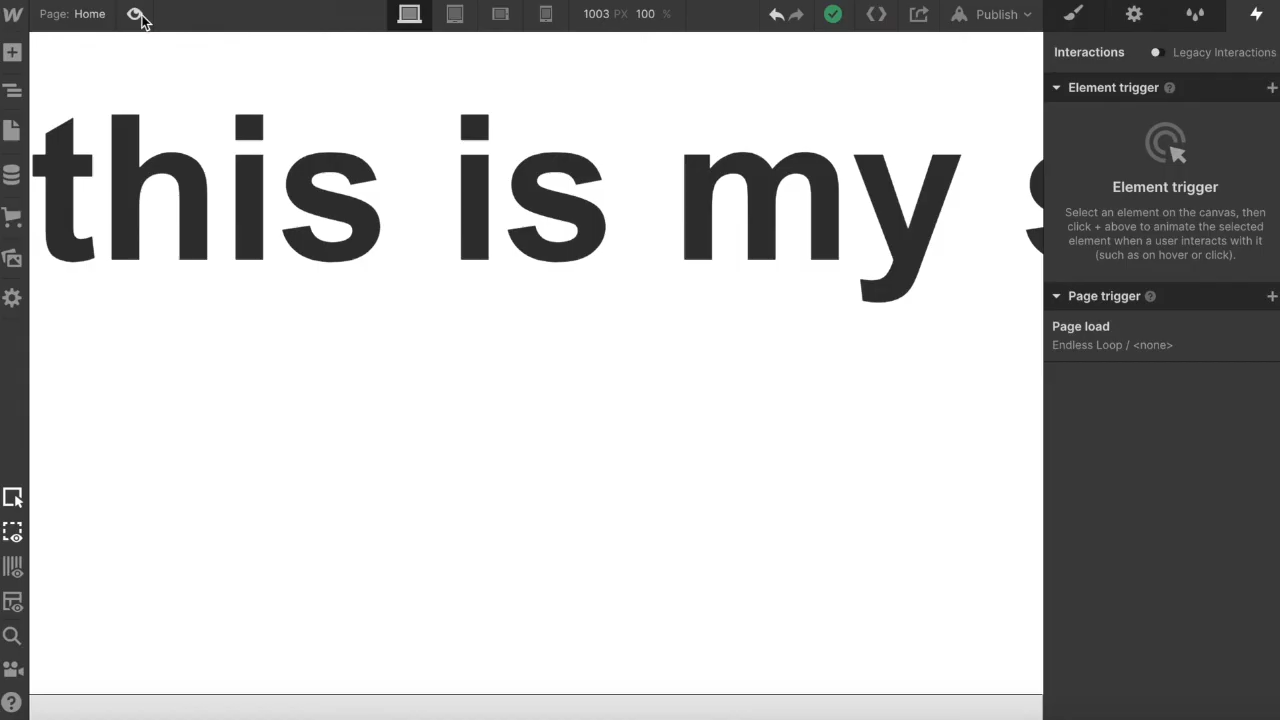 Page: Home
1003 PX 100 %
Publish
Interactions
Legacy Interactions
Element trigger
Element trigger
Select an element on the canvas, then
click + above to animate the selected
element when a user interacts with it
(such as on hover or click).
Page trigger
Page load
Endless Loop / <none>
this is my s